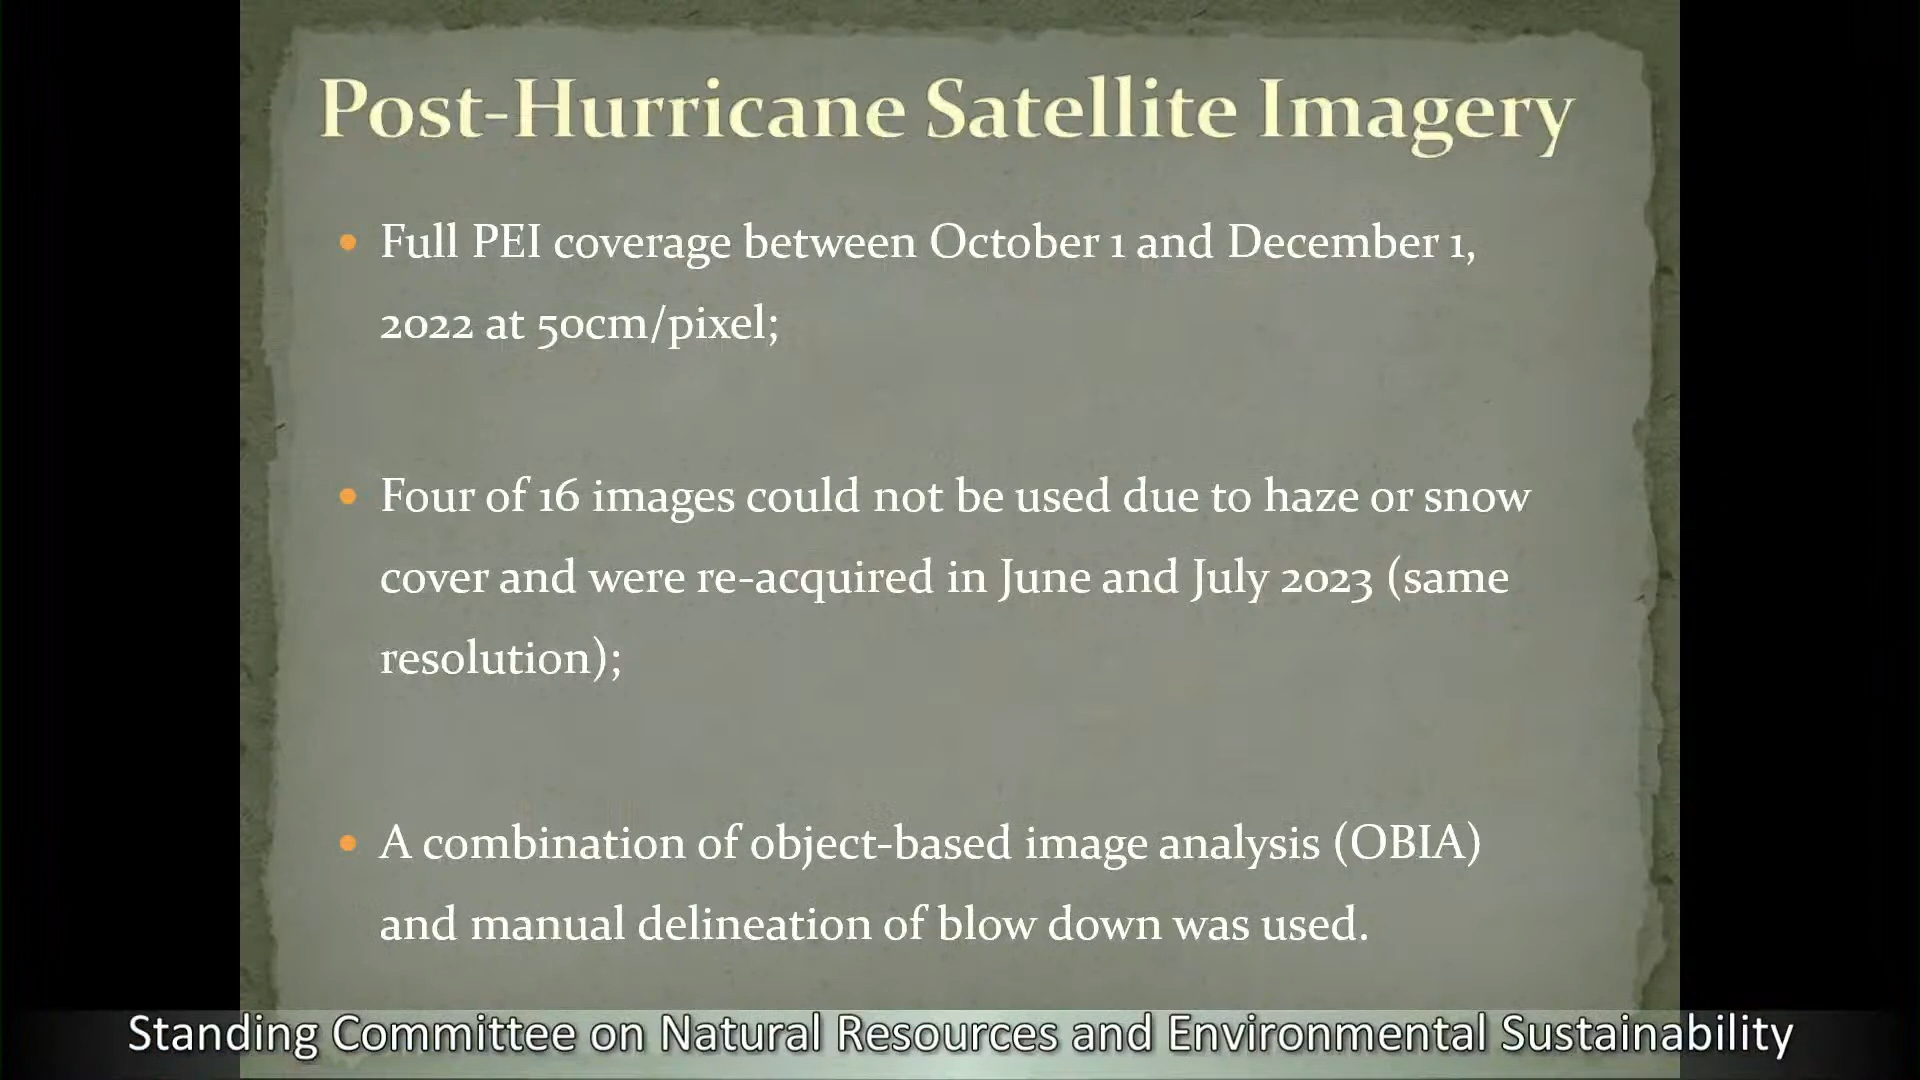 Post-Hurricane Satellite Imagery
• Full PEI coverage between October 1 and December 1,
2022 at 50cm/pixel;
• Four of 16 images could not be used due to haze or snow
cover and were re-acquired in June and July 2023 (same
resolution);
• A combination of object-based image analysis (OBIA)
and manual delineation of blow down was used.
Standing Committee on Natural Resources and Environmental Sustainability